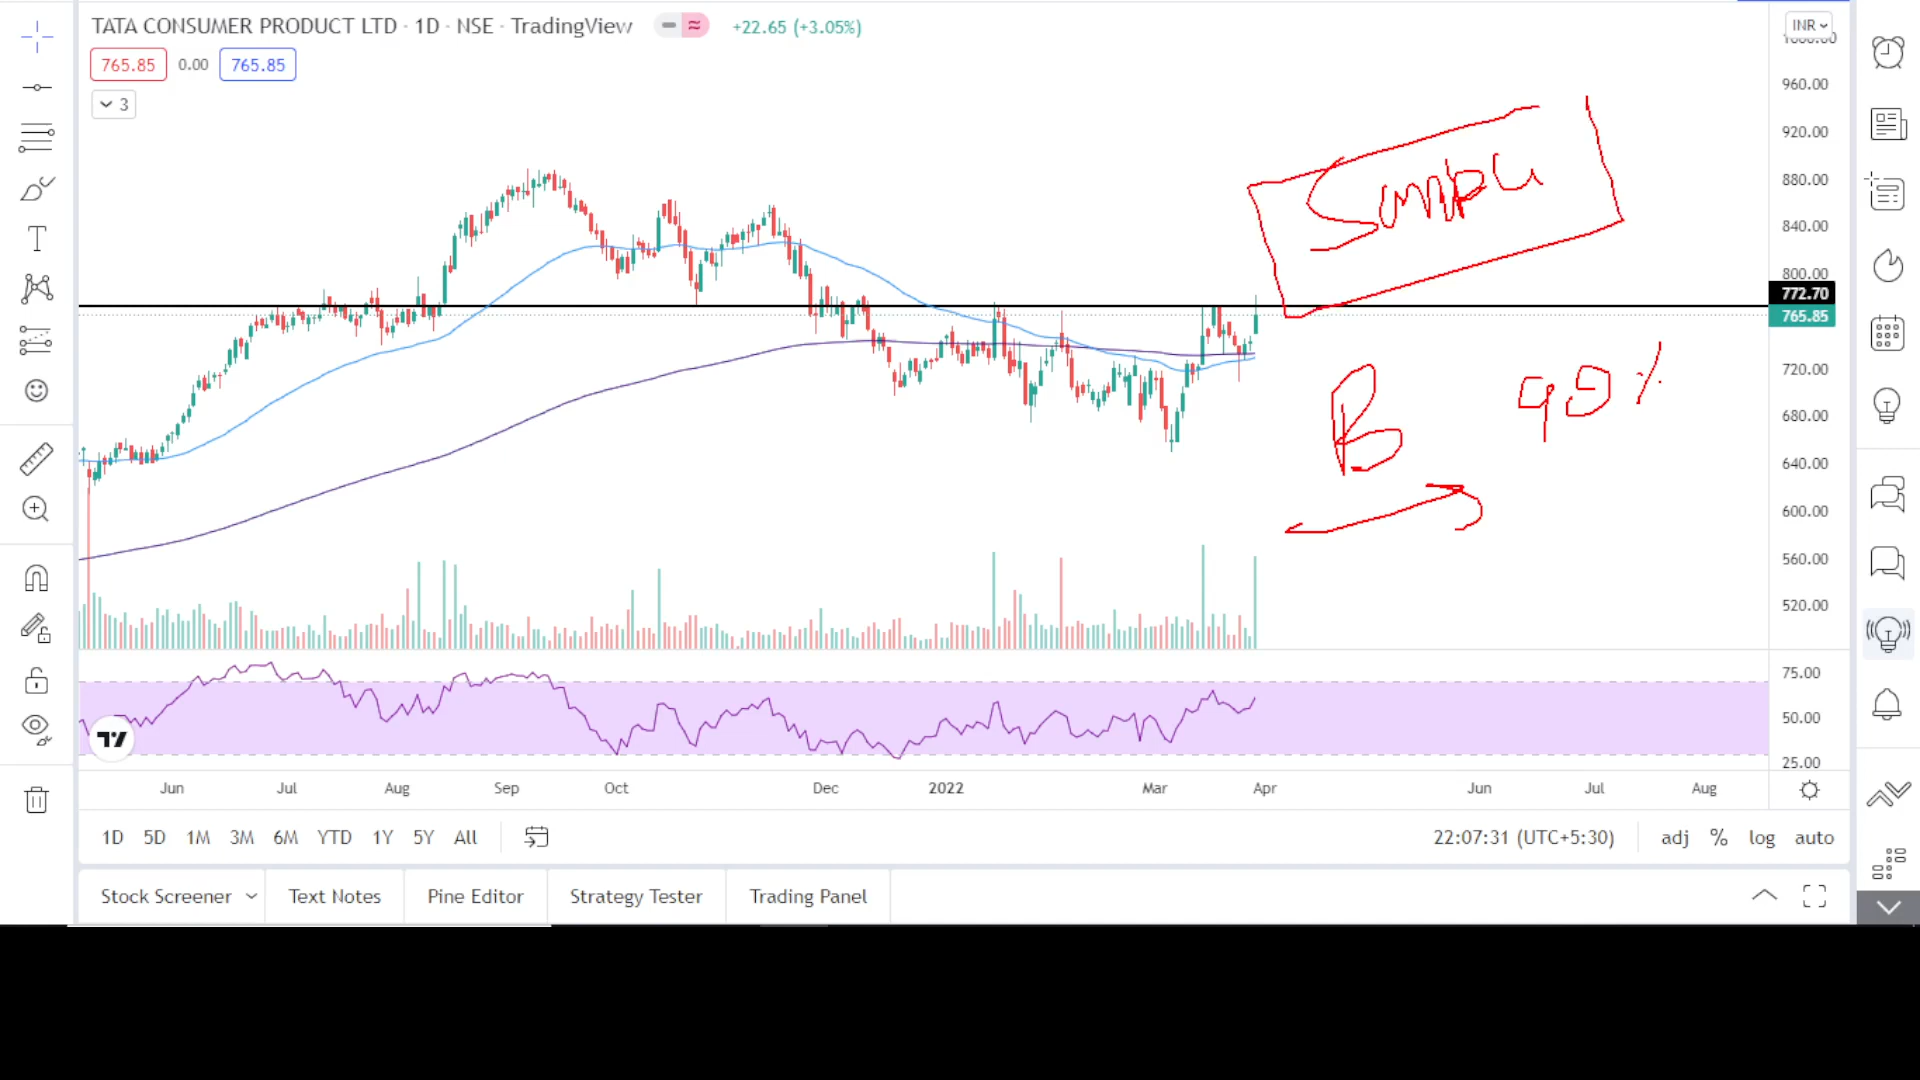 TATA CONSUMER PRODUCT LTD · 1D · NSE · TradingView
+22.65 (+3.05%)
INR
765.85 0.00 765.85
3
960.00
920.00
880.00
840.00
800.00
772.70
765.85
720.00
680.00
640.00
600.00
560.00
520.00
B 90%
75.00
50.00
25.00
Jun Jul Aug Sep Oct Dec 2022 Mar Apr Jun Jul Aug
1D 5D 1M 3M 6M YTD 1Y 5Y All 22:07:31 (UTC+5:30) adj % log auto
Stock Screener Text Notes Pine Editor Strategy Tester Trading Panel